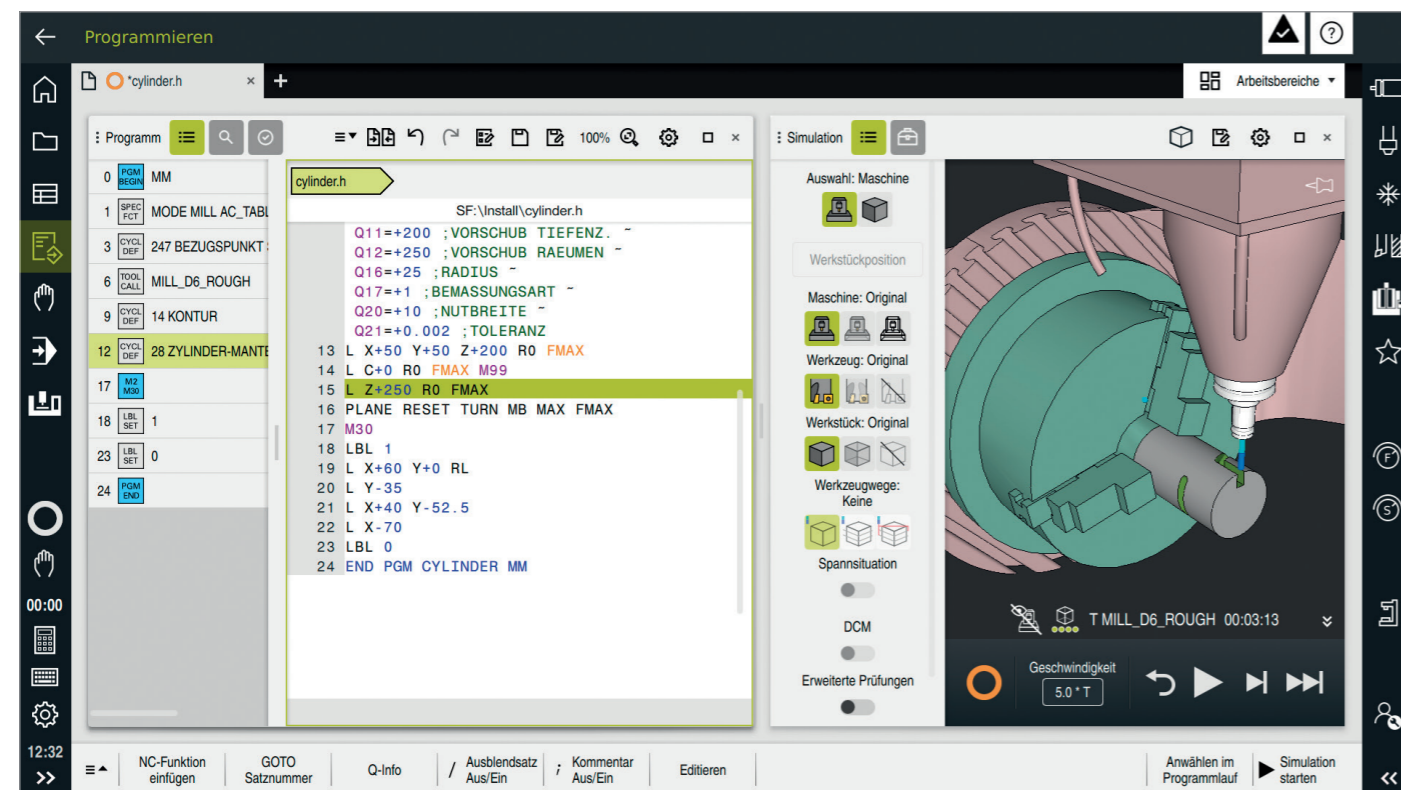 Programmieren
?
*cylinder.h × +
Arbeitsbereiche
Programm
100%
×
0 PGM BEGIN MM
1 SPEC FCT MODE MILL AC_TABL
3 CYCL DEF 247 BEZUGSPUNKT
6 TOOL CALL MILL_D6_ROUGH
9 CYCL DEF 14 KONTUR
12 CYCL DEF 28 ZYLINDER-MANTE
17 M2 M30
18 LBL SET 1
23 LBL SET 0
24 PGM END
cylinder.h
SF:\Install\cylinder.h
Q11=+200 ;VORSCHUB TIEFENZ. ~
Q12=+250 ;VORSCHUB RAEUMEN ~
Q16=+25 ;RADIUS ~
Q17=+1 ;BEMASSUNGSART ~
Q20=+10 ;NUTBREITE ~
Q21=+0.002 ;TOLERANZ
13 L X+50 Y+50 Z+200 R0 FMAX
14 L C+0 R0 FMAX M99
15 L Z+250 R0 FMAX
16 PLANE RESET TURN MB MAX FMAX
17 M30
18 LBL 1
19 L X+60 Y+0 RL
20 L Y-35
21 L X+40 Y-52.5
22 L X-70
23 LBL 0
24 END PGM CYLINDER MM
Simulation
×
Auswahl: Maschine
Werkstückposition
Maschine: Original
Werkzeug: Original
Werkstück: Original
Werkzeugwege:
Keine
Spannsituation
DCM
Erweiterte Prüfungen
T MILL_D6_ROUGH 00:03:13
Geschwindigkeit
5.0 * T
F
S
00:00
12:32
NC-Funktion
einfügen
GOTO
Satznummer
Q-Info
/ Ausblendsatz
Aus/Ein
; Kommentar
Aus/Ein
Editieren
Anwählen im
Programmlauf
Simulation
starten